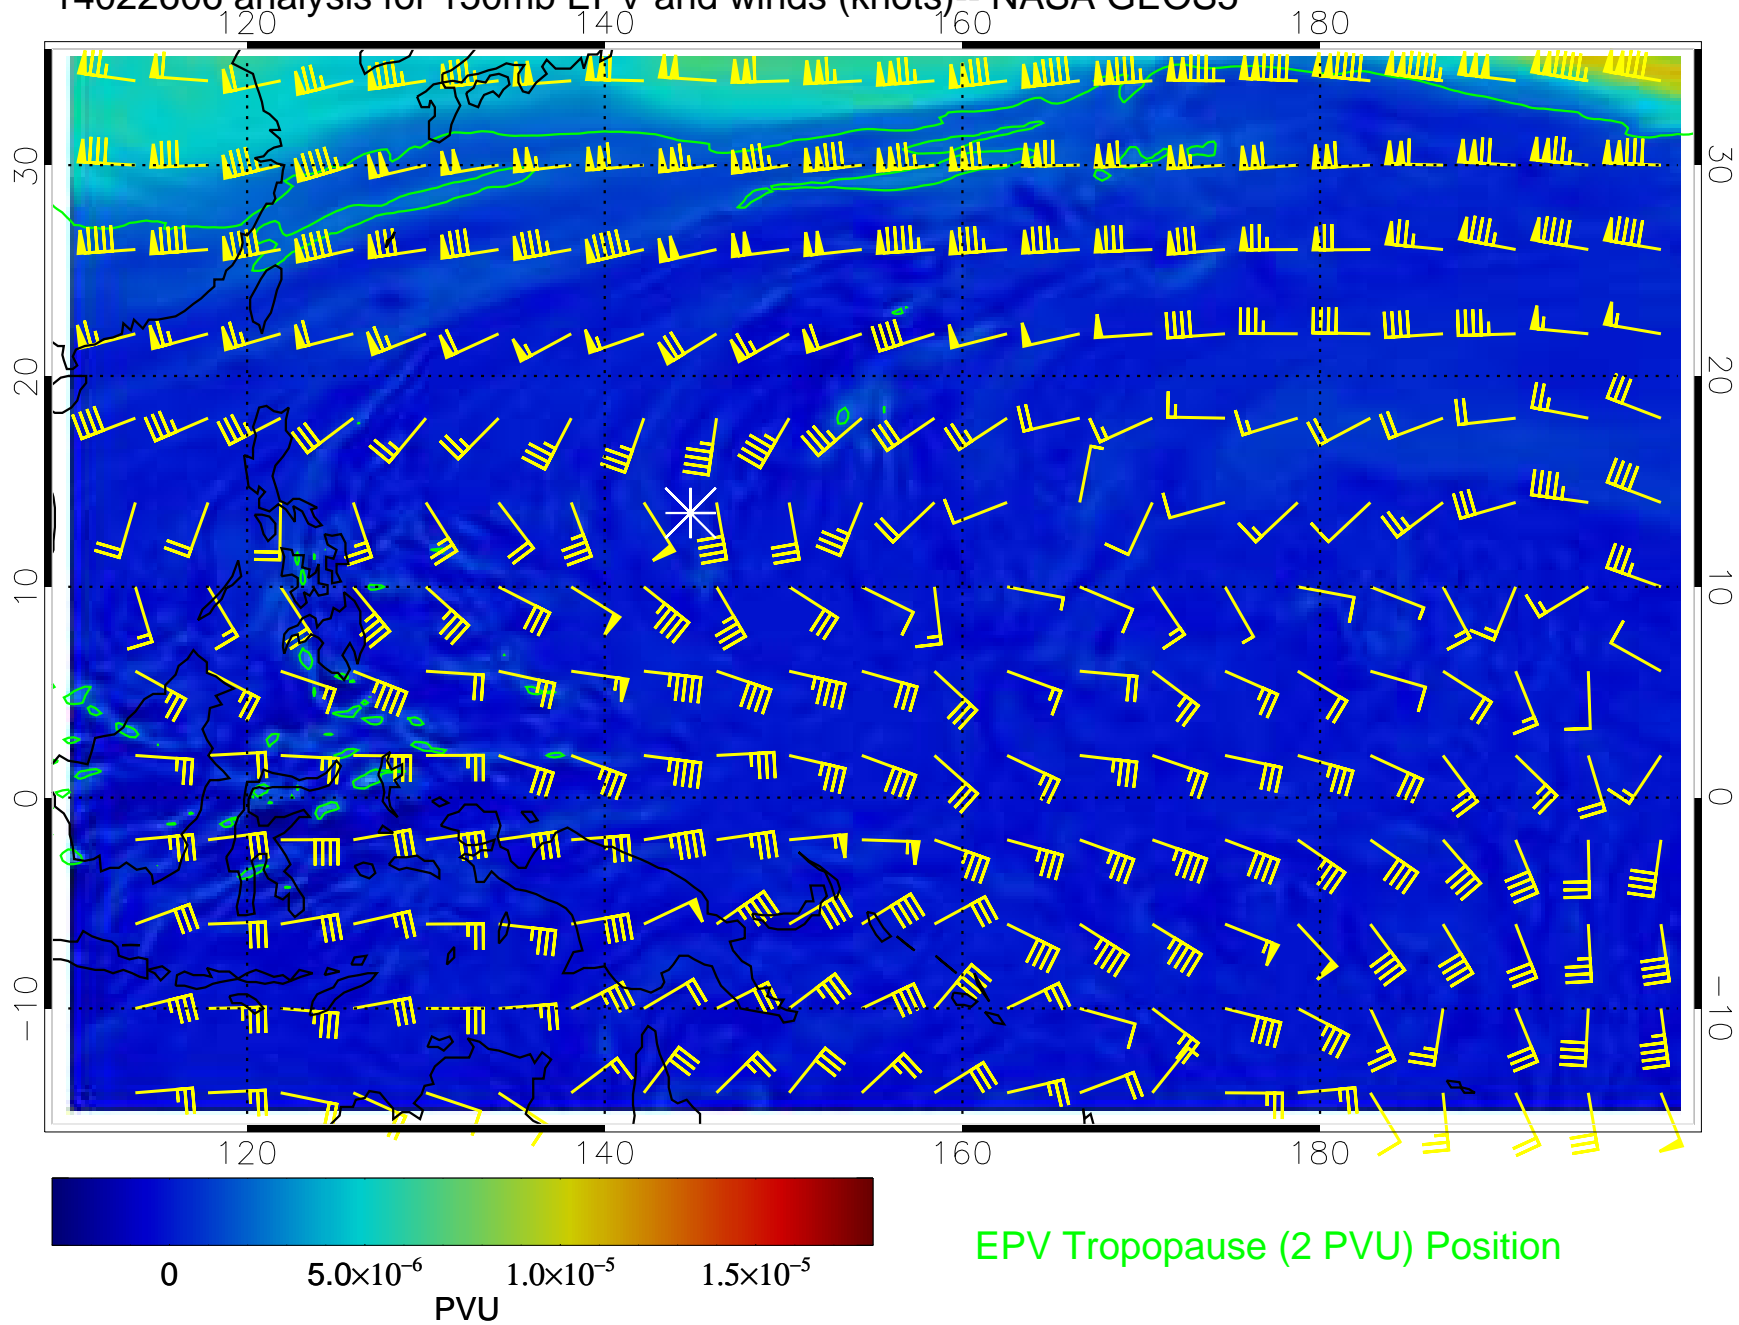 14022606 analysis for 150mb EPV and winds (knots)-- NASA GEOS5
120 140 160 180
30 30
20 20
10 10
0 0
−10 −10
120 140 160 180
0 5.0×10⁻⁶ 1.0×10⁻⁵ 1.5×10⁻⁵
PVU
EPV Tropopause (2 PVU) Position